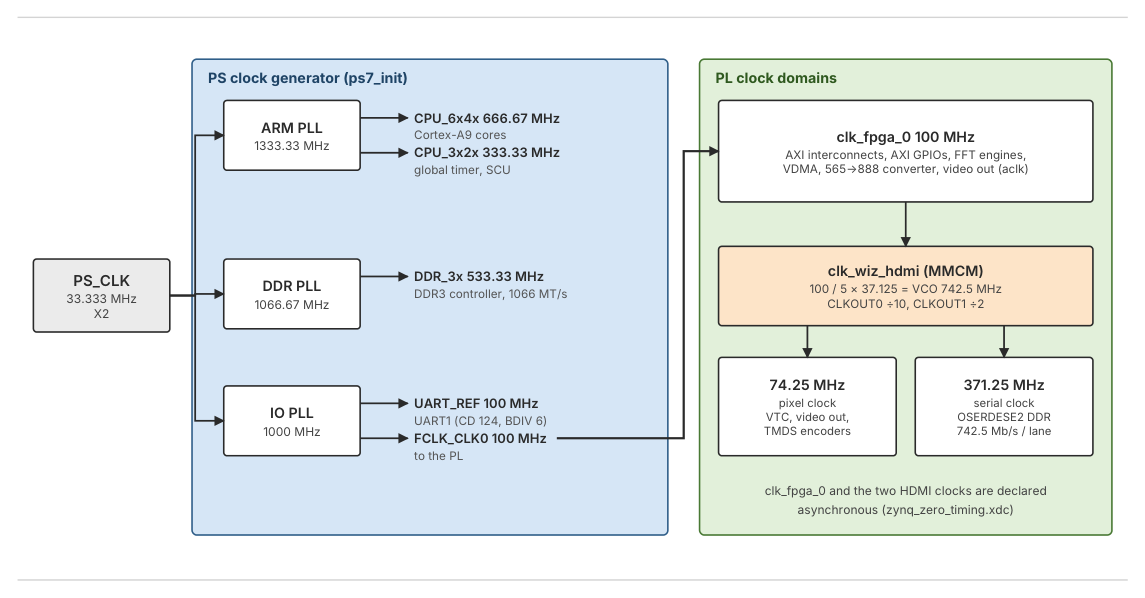 PS clock generator (ps7_init)
PS_CLK
33.333 MHz
X2
ARM PLL
1333.33 MHz
CPU_6x4x 666.67 MHz
Cortex-A9 cores
CPU_3x2x 333.33 MHz
global timer, SCU
DDR PLL
1066.67 MHz
DDR_3x 533.33 MHz
DDR3 controller, 1066 MT/s
IO PLL
1000 MHz
UART_REF 100 MHz
UART1 (CD 124, BDIV 6)
FCLK_CLK0 100 MHz
to the PL
PL clock domains
clk_fpga_0 100 MHz
AXI interconnects, AXI GPIOs, FFT engines,
VDMA, 565→888 converter, video out (aclk)
clk_wiz_hdmi (MMCM)
100 / 5 × 37.125 = VCO 742.5 MHz
CLKOUT0 ÷10, CLKOUT1 ÷2
74.25 MHz
pixel clock
VTC, video out,
TMDS encoders
371.25 MHz
serial clock
OSERDESE2 DDR
742.5 Mb/s / lane
clk_fpga_0 and the two HDMI clocks are declared
asynchronous (zynq_zero_timing.xdc)